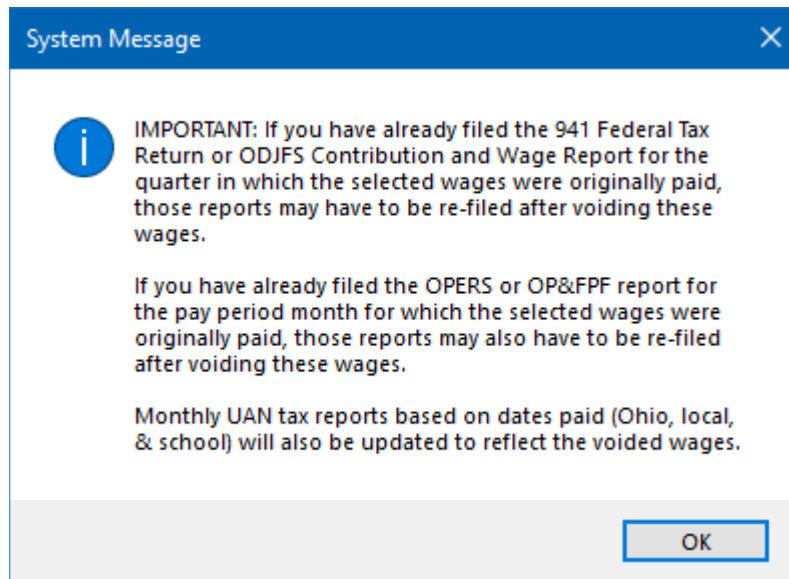 System Message
IMPORTANT: If you have already filed the 941 Federal Tax
Return or ODJFS Contribution and Wage Report for the
quarter in which the selected wages were originally paid,
those reports may have to be re-filed after voiding these
wages.
If you have already filed the OPERS or OP&FPF report for
the pay period month for which the selected wages were
originally paid, those reports may also have to be re-filed
after voiding these wages.
Monthly UAN tax reports based on dates paid (Ohio, local,
& school) will also be updated to reflect the voided wages.
OK